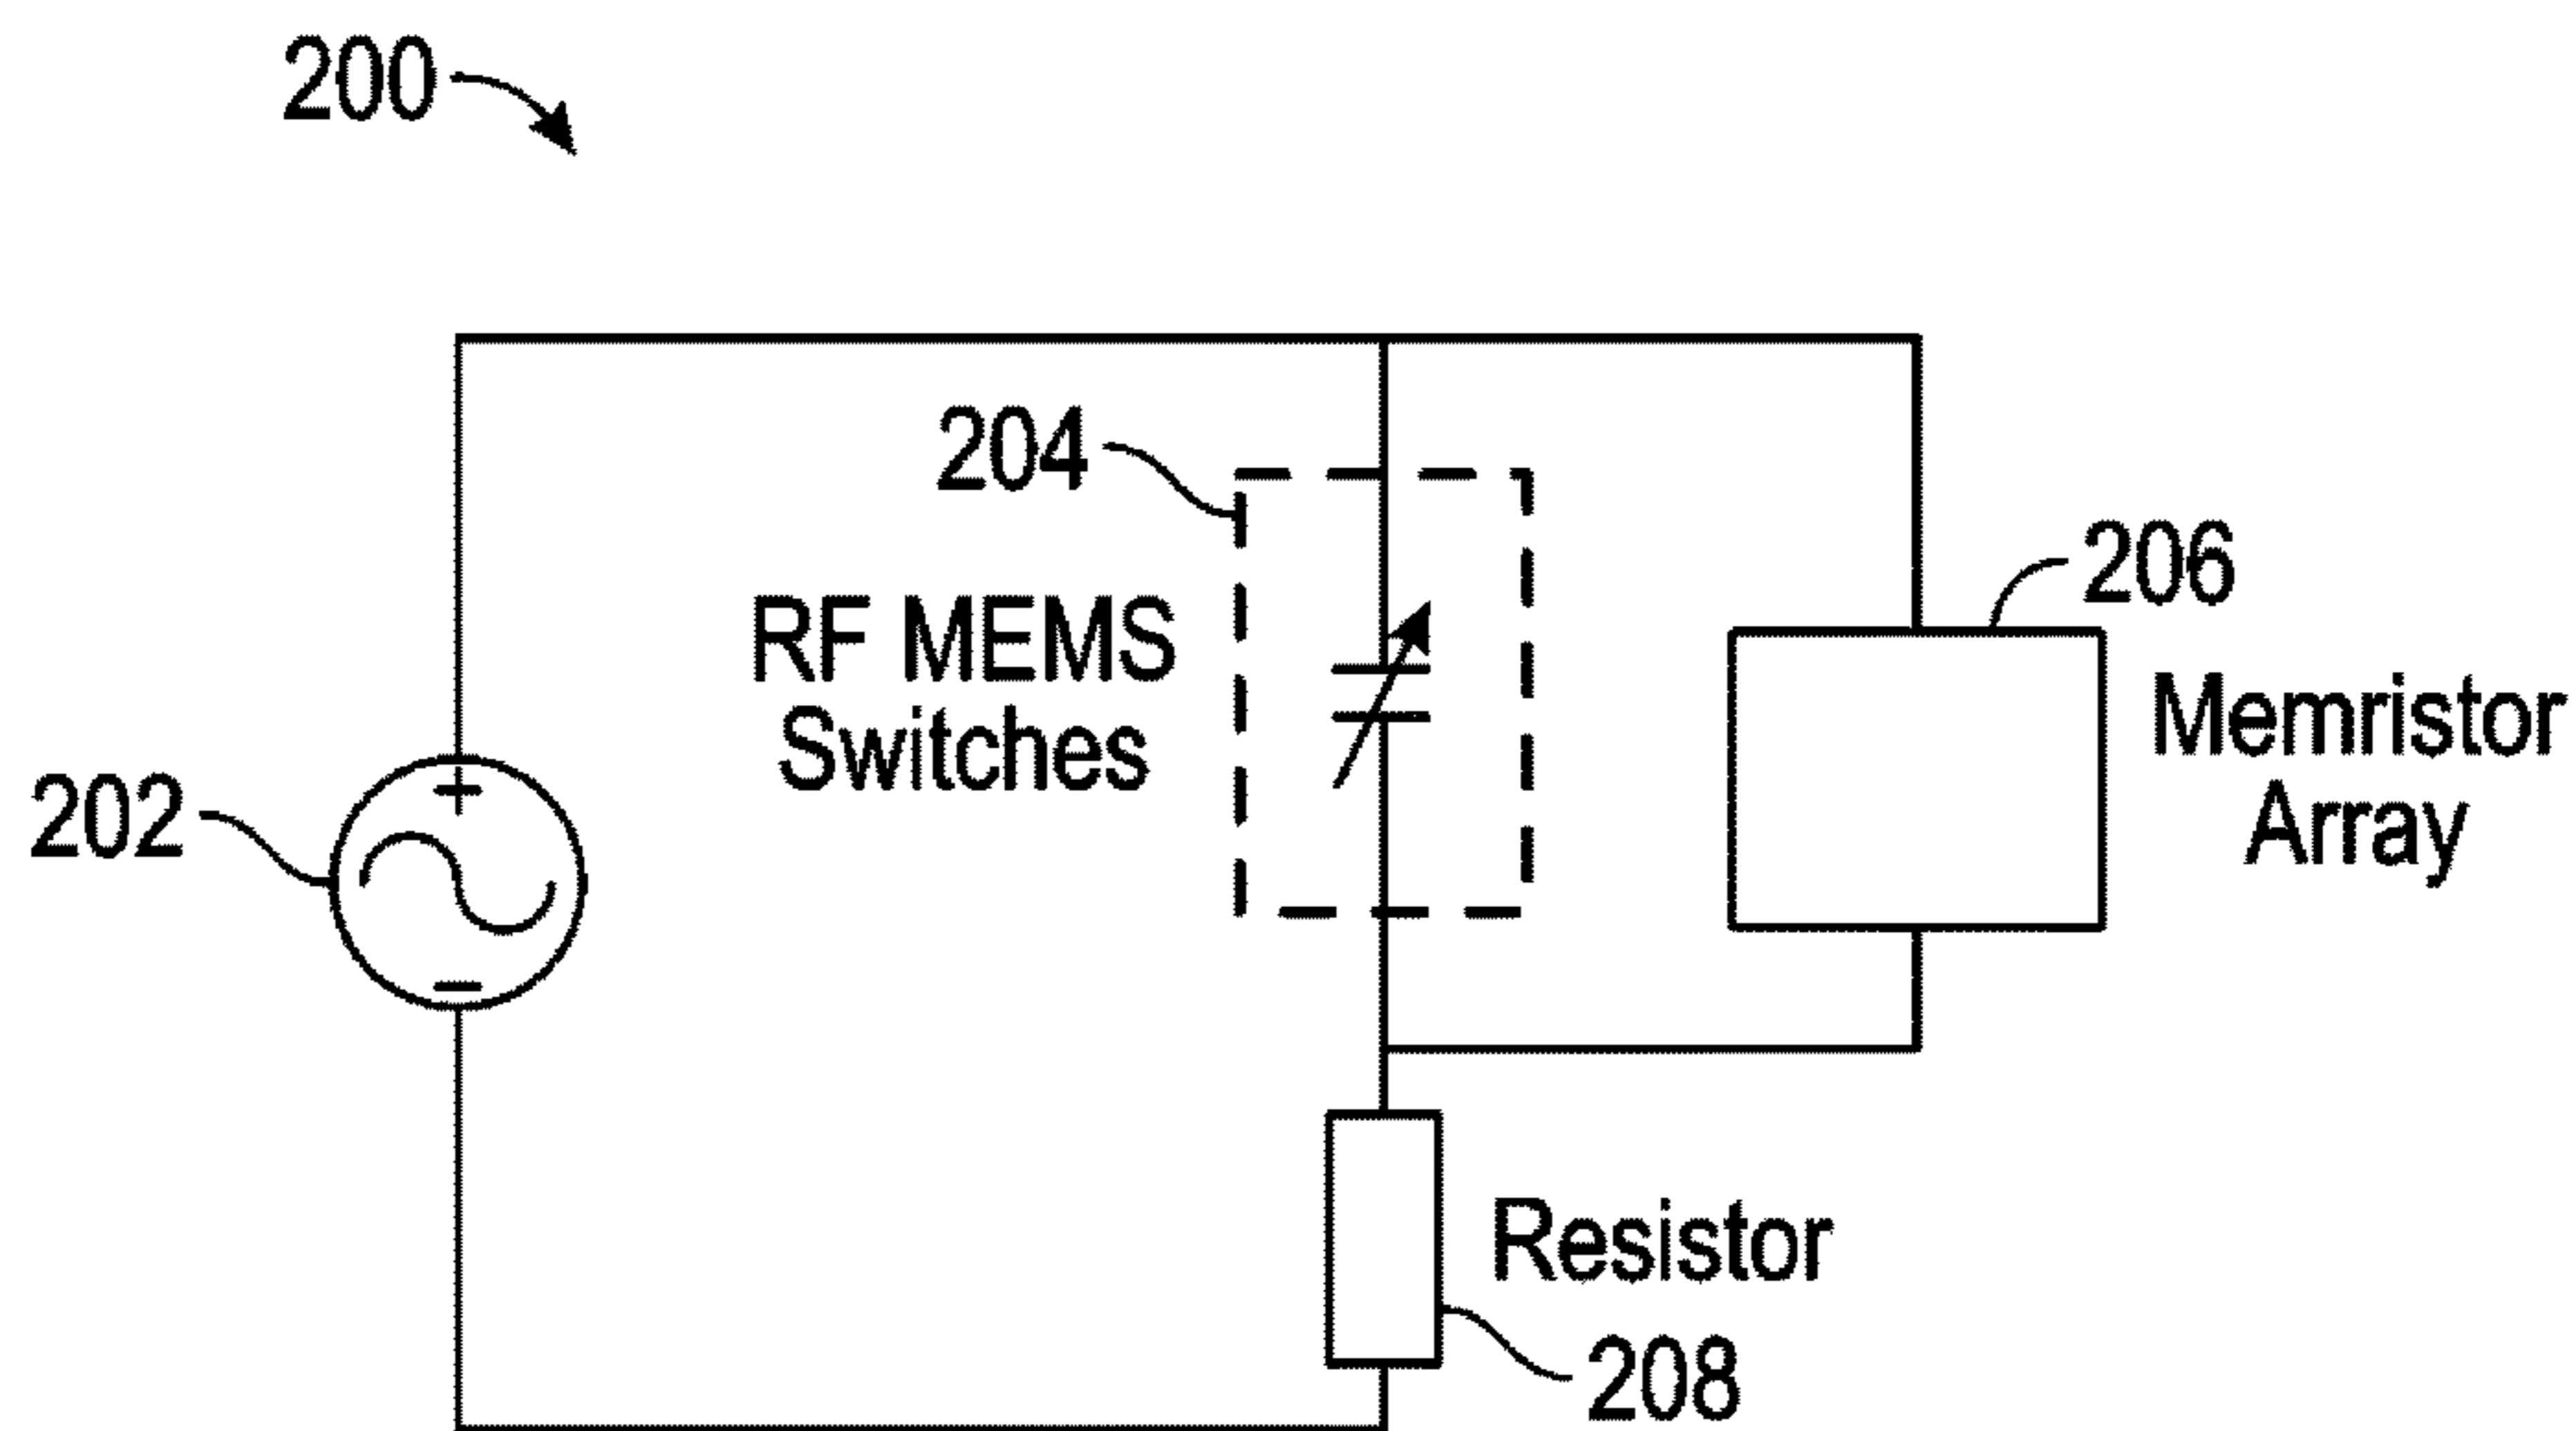 200
204
206
RF MEMS
Switches
Memristor
Array
202
+
−
Resistor
208